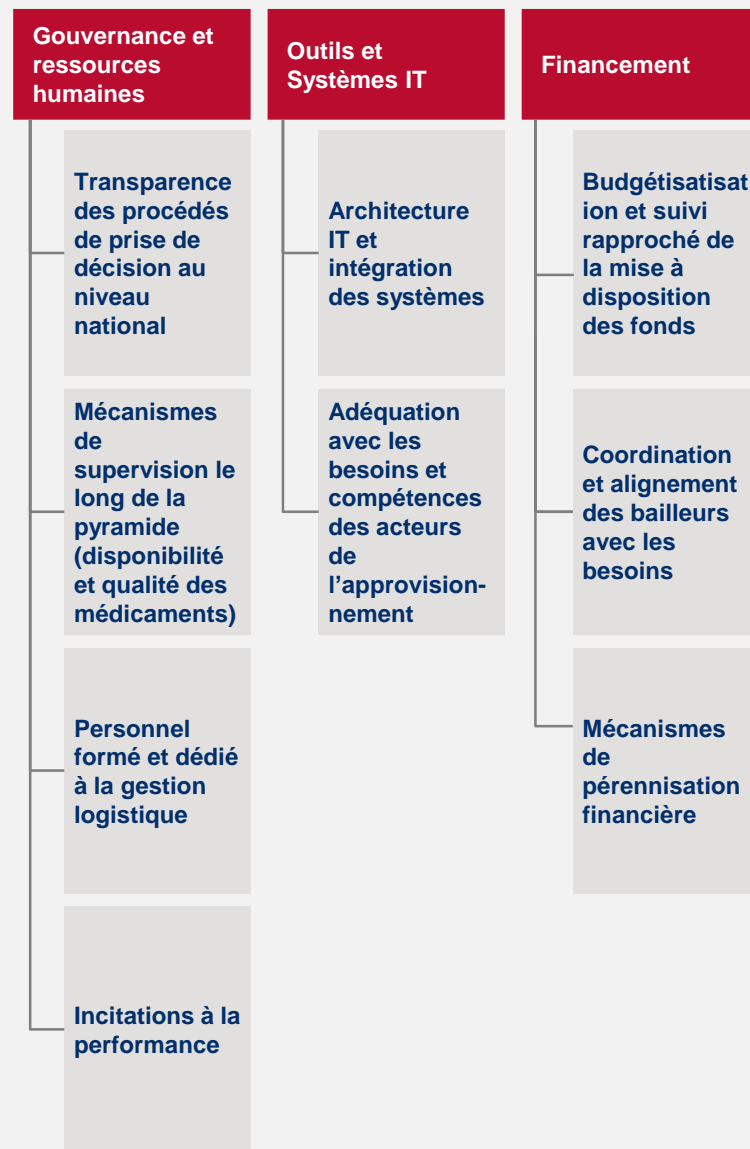 Gouvernance et
ressources
humaines
Transparence
des procédés
de prise de
décision au
niveau
national
Mécanismes
de
supervision le
long de la
pyramide
(disponibilité
et qualité des
médicaments)
Personnel
formé et dédié
à la gestion
logistique
Incitations à la
performance
Outils et
Systèmes IT
Architecture
IT et
intégration
des systèmes
Adéquation
avec les
besoins et
compétences
des acteurs
de
l’approvision-
nement
Financement
Budgétisatisat
ion et suivi
rapproché de
la mise à
disposition
des fonds
Coordination
et alignement
des bailleurs
avec les
besoins
Mécanismes
de
pérennisation
financière